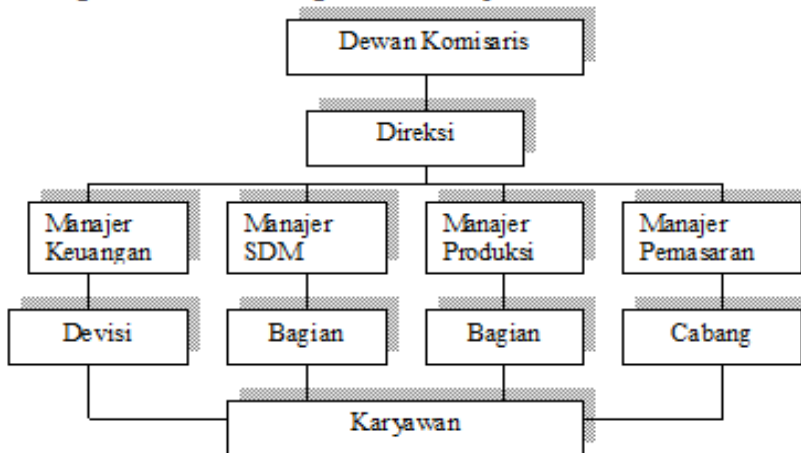 Dewan Komisaris
Direksi
Manajer
Keuangan
Manajer
SDM
Manajer
Produksi
Manajer
Pemasaran
Devisi
Bagian
Bagian
Cabang
Karyawan